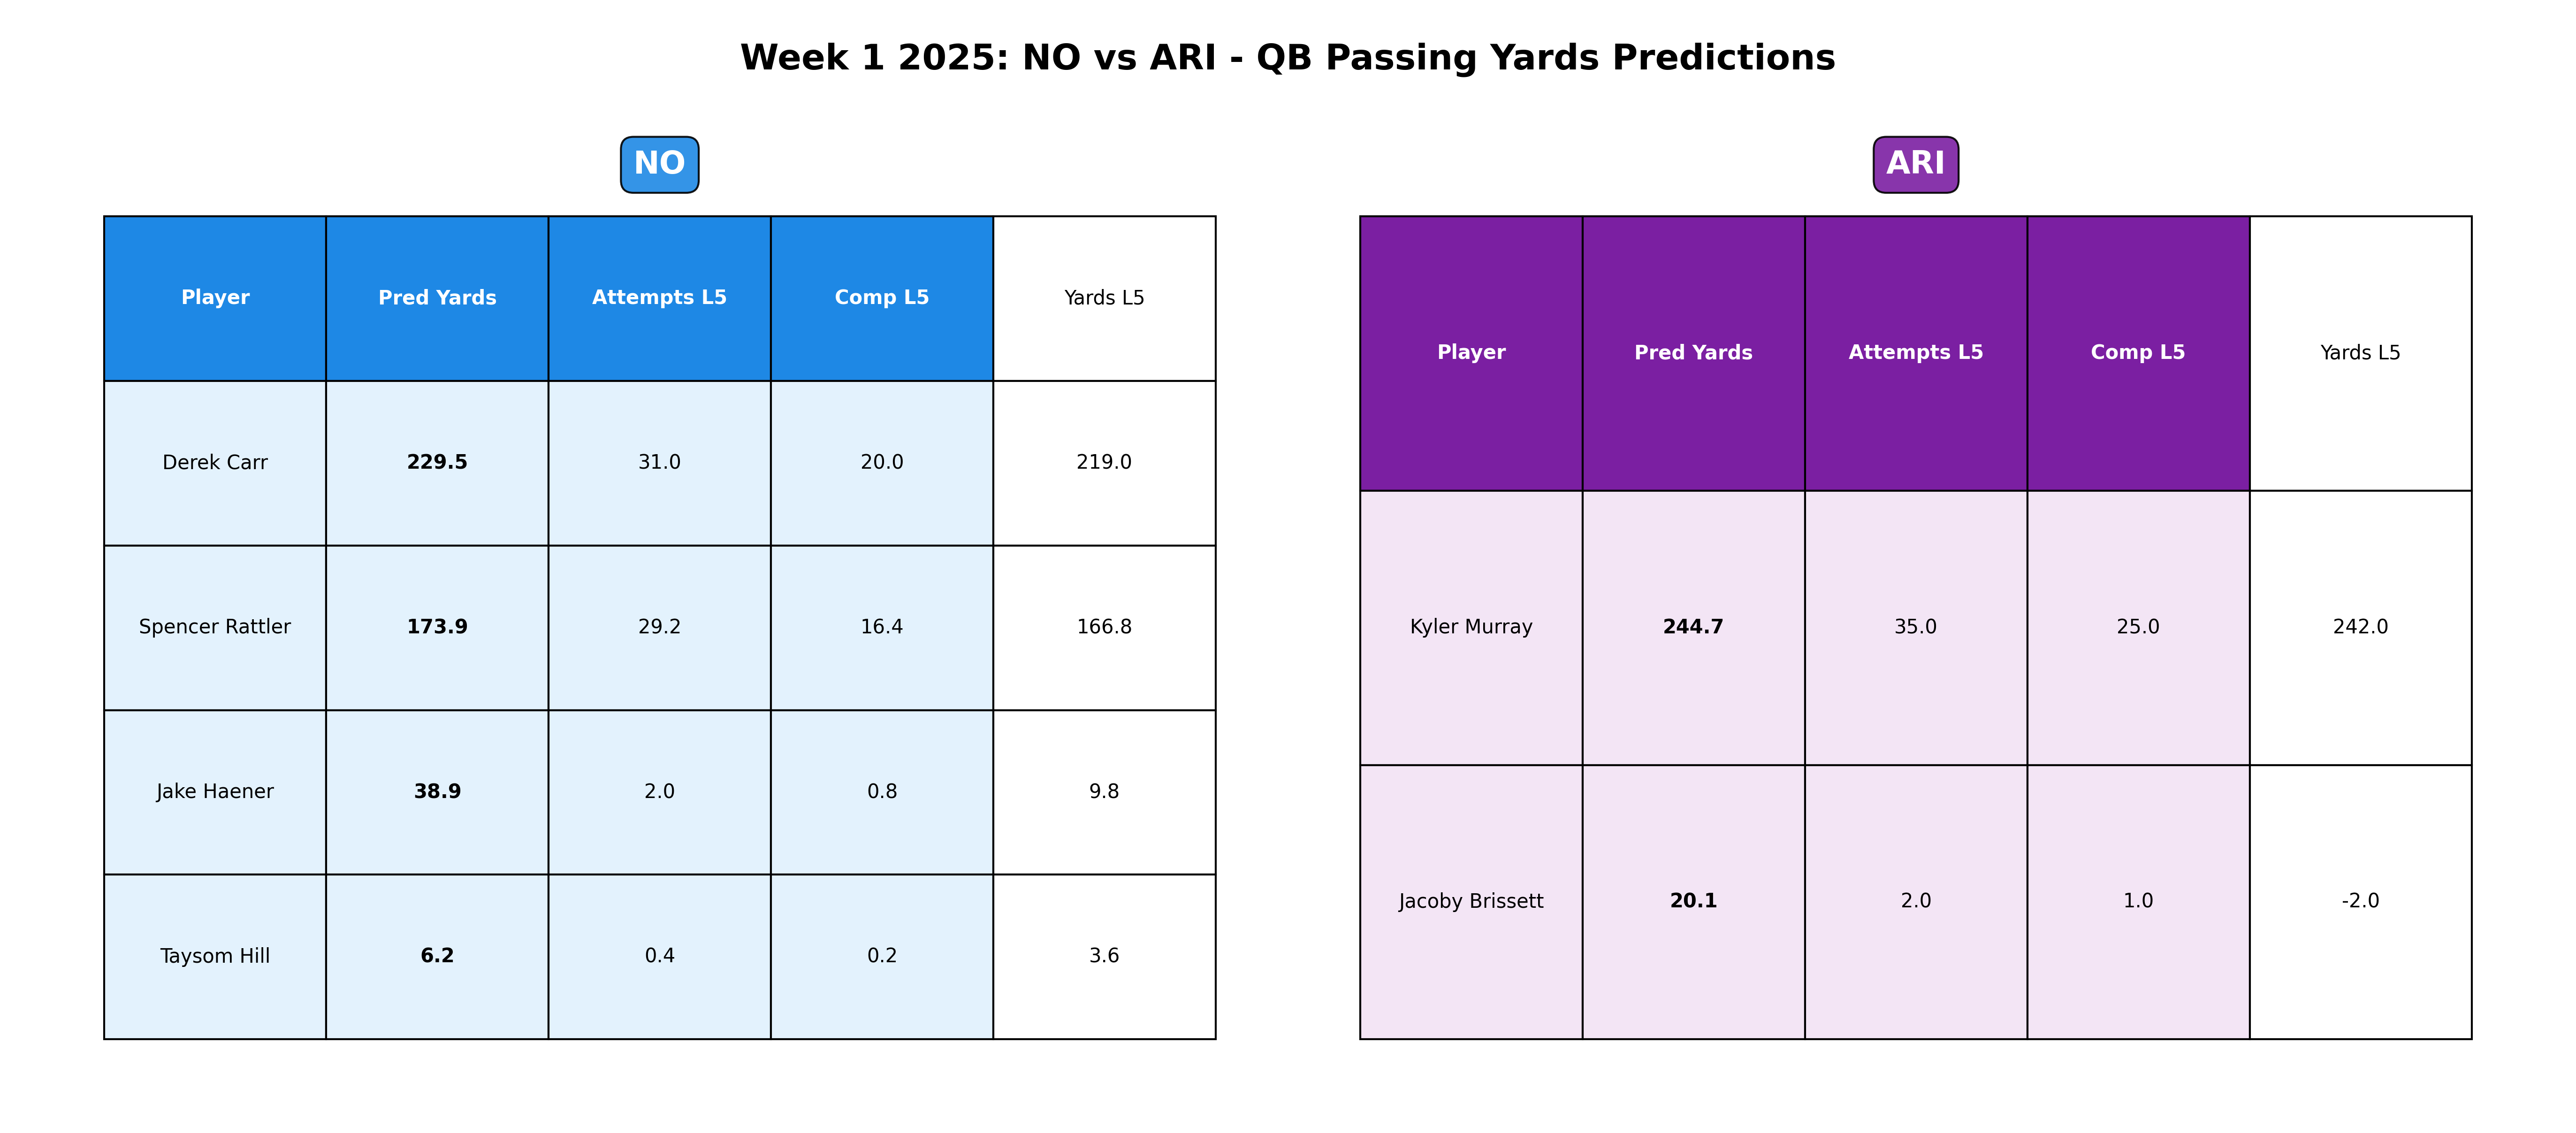 Week 1 2025: NO vs ARI - QB Passing Yards Predictions
NO
Player Pred Yards Attempts L5 Comp L5 Yards L5
Derek Carr 229.5 31.0 20.0 219.0
Spencer Rattler 173.9 29.2 16.4 166.8
Jake Haener 38.9 2.0 0.8 9.8
Taysom Hill 6.2 0.4 0.2 3.6
ARI
Player Pred Yards Attempts L5 Comp L5 Yards L5
Kyler Murray 244.7 35.0 25.0 242.0
Jacoby Brissett 20.1 2.0 1.0 -2.0